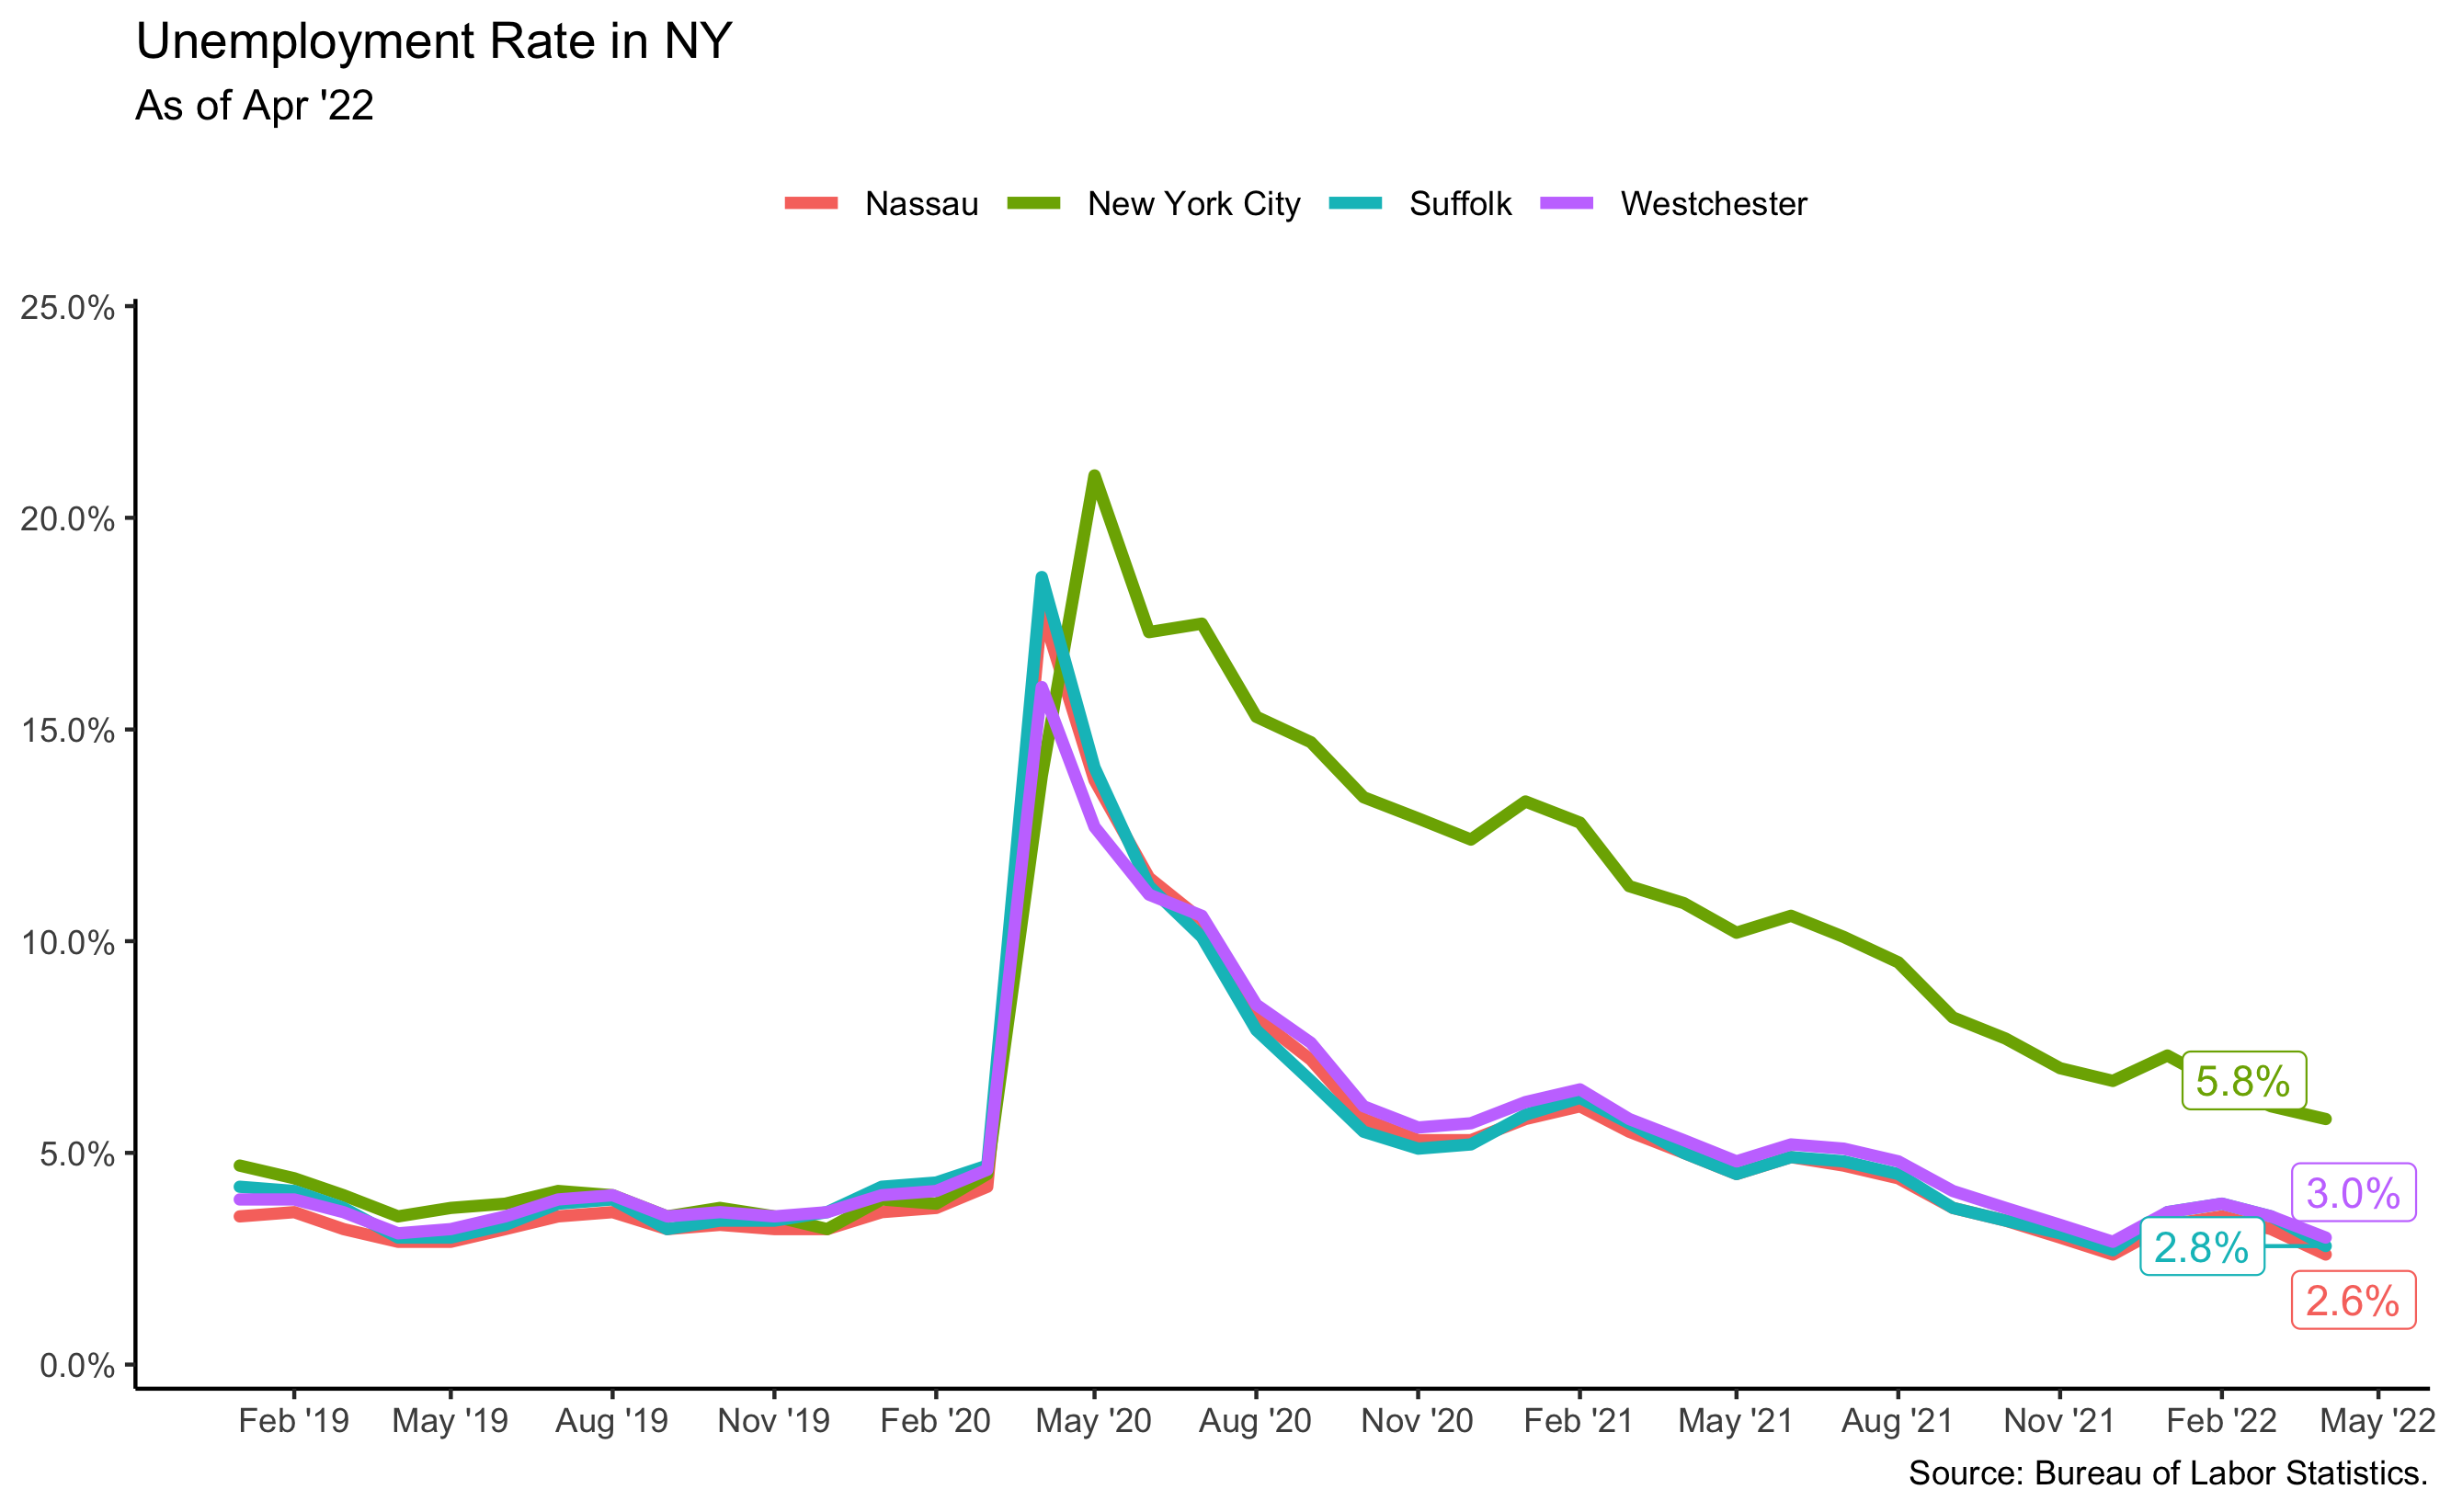 Unemployment Rate in NY
As of Apr '22
Nassau New York City Suffolk Westchester
25.0%
20.0%
15.0%
10.0%
5.0%
0.0%
5.8%
3.0%
2.8%
2.6%
Feb '19 May '19 Aug '19 Nov '19 Feb '20 May '20 Aug '20 Nov '20 Feb '21 May '21 Aug '21 Nov '21 Feb '22 May '22
Source: Bureau of Labor Statistics.